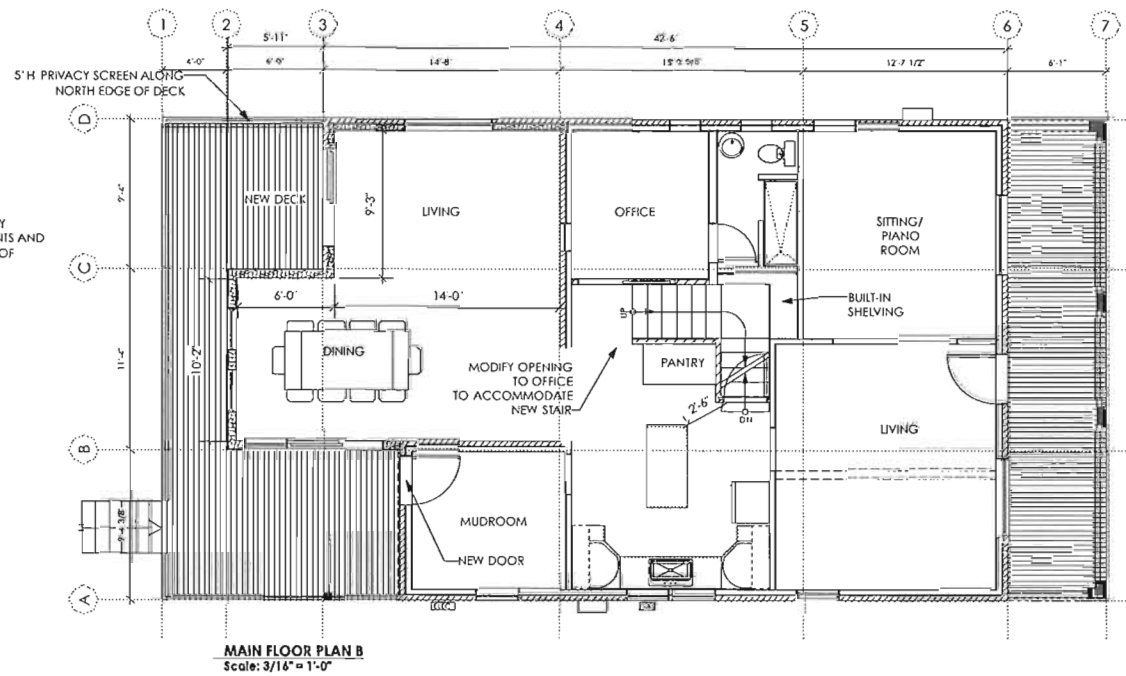 1 2 3 4 5 6 7
5'-11"
42'-6"
4'-0"
14'-8"
12'-7 1/2"
6'-1"
5' H PRIVACY SCREEN ALONG
NORTH EDGE OF DECK
D
9'-4"
NEW DECK
9'-3"
LIVING
OFFICE
SITTING/
PIANO
ROOM
Y
NTS AND
OF
C
6'-0"
14'-0"
BUILT-IN
SHELVING
UP
11'-4"
10'-2"
DINING
MODIFY OPENING
TO OFFICE
TO ACCOMMODATE
NEW STAIR
PANTRY
2'-6"
DN
LIVING
B
MUDROOM
NEW DOOR
A
MAIN FLOOR PLAN B
Scale: 3/16" = 1'-0"